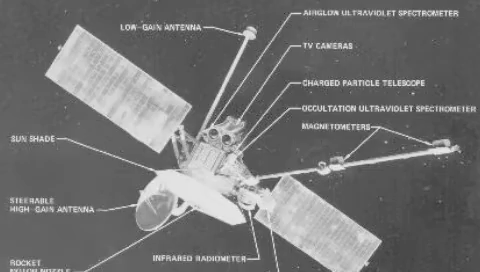 AIRGLOW ULTRAVIOLET SPECTROMETER
LOW-GAIN ANTENNA
TV CAMERAS
CHARGED PARTICLE TELESCOPE
OCCULTATION ULTRAVIOLET SPECTROMETER
MAGNETOMETERS
SUN SHADE
STEERABLE
HIGH-GAIN ANTENNA
INFRARED RADIOMETER
ROCKET